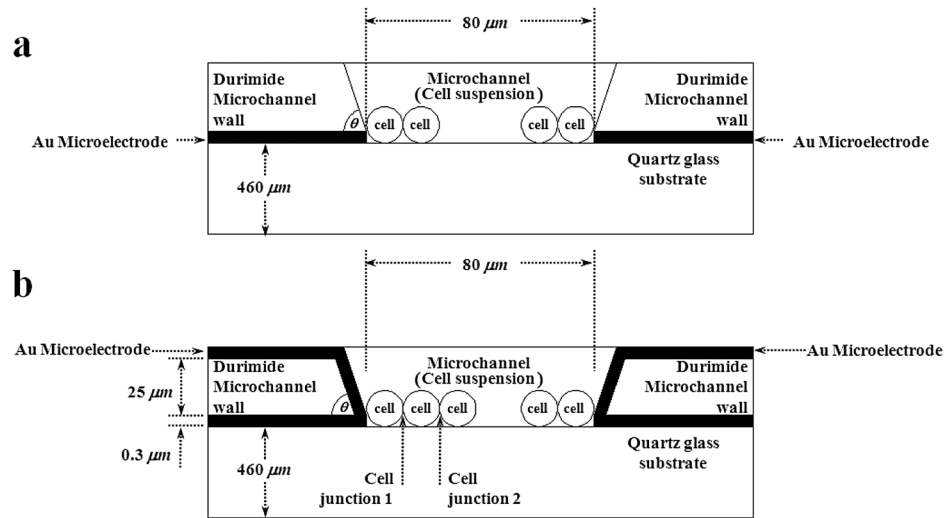 a
80 μm
Durimide
Microchannel
wall
θ
Microchannel
(Cell suspension)
cell
cell
cell
cell
Durimide
Microchannel
wall
Au Microelectrode
Au Microelectrode
460 μm
Quartz glass
substrate
b
80 μm
Au Microelectrode
Au Microelectrode
25 μm
Durimide
Microchannel
wall
θ
Microchannel
(Cell suspension)
cell
cell
cell
cell
cell
Durimide
Microchannel
wall
0.3 μm
460 μm
Cell
junction 1
Cell
junction 2
Quartz glass
substrate